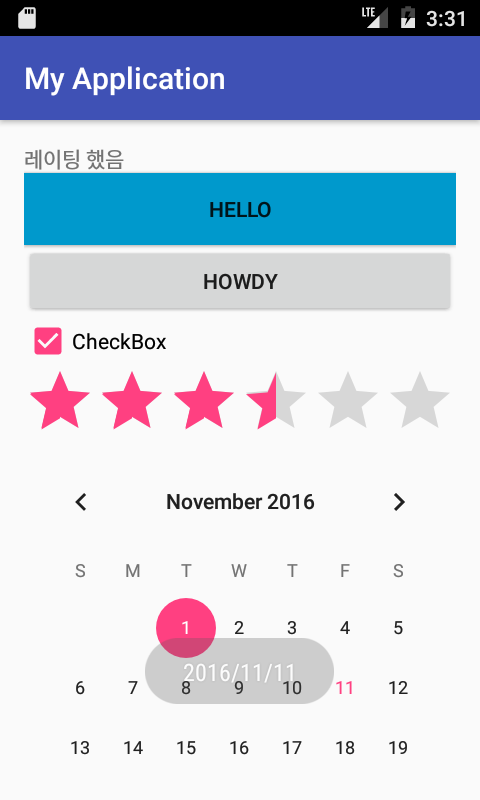 LTE 3:31
My Application
레이팅 했음
HELLO
HOWDY
CheckBox
November 2016
S M T W T F S
1 2 3 4 5
2016/11/11
6 7 8 9 10 11 12
13 14 15 16 17 18 19